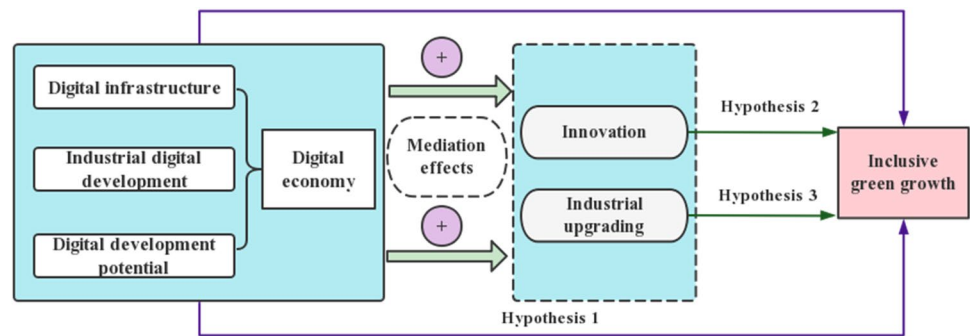 Digital infrastructure
Industrial digital
development
Digital development
potential
Digital
economy
+
Mediation
effects
+
Innovation
Industrial
upgrading
Hypothesis 2
Hypothesis 3
Inclusive
green growth
Hypothesis 1